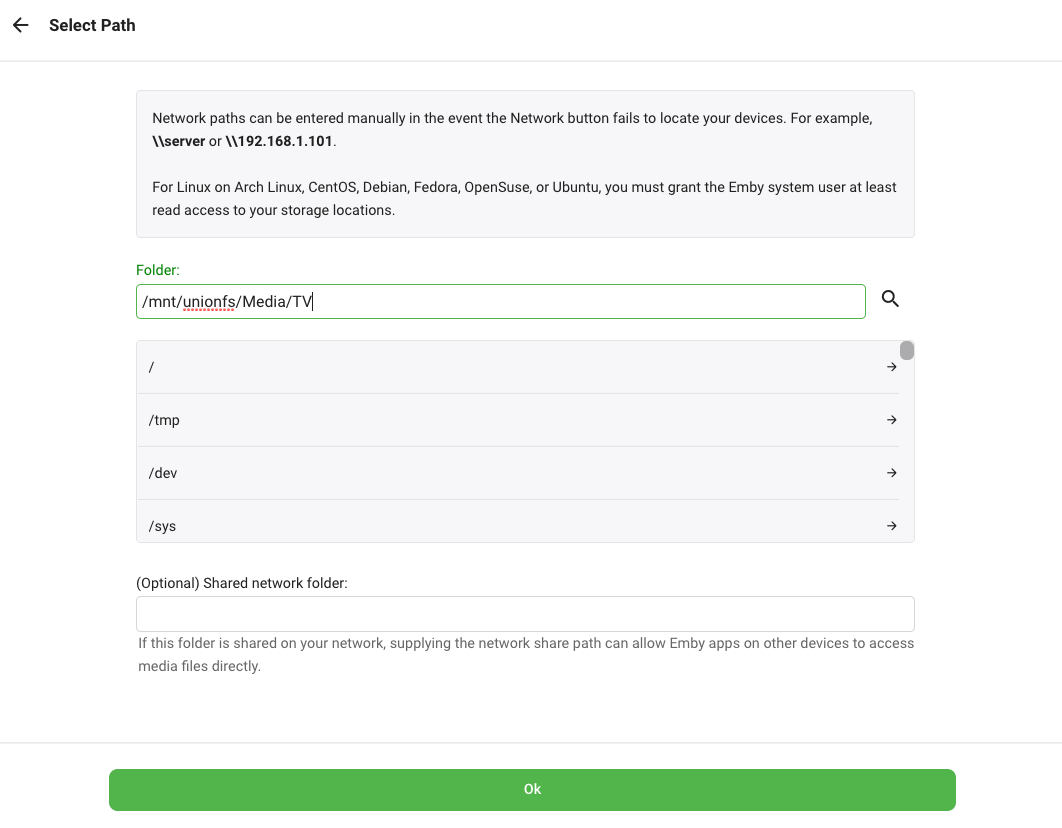 Select Path
Network paths can be entered manually in the event the Network button fails to locate your devices. For example,
\\server or \\192.168.1.101.
For Linux on Arch Linux, CentOS, Debian, Fedora, OpenSuse, or Ubuntu, you must grant the Emby system user at least
read access to your storage locations.
Folder:
/mnt/unionfs/Media/TV
/
/tmp
/dev
/sys
(Optional) Shared network folder:
If this folder is shared on your network, supplying the network share path can allow Emby apps on other devices to access
media files directly.
Ok